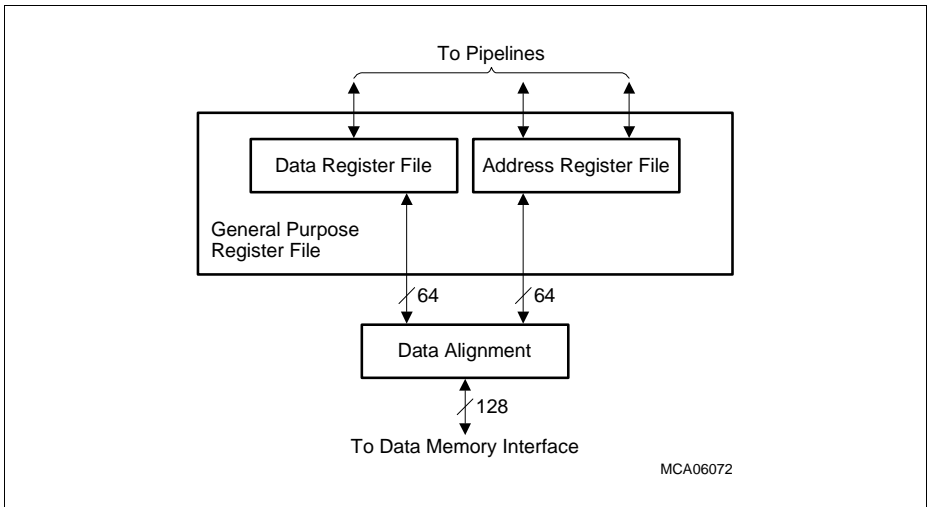 To Pipelines
Data Register File
Address Register File
General Purpose
Register File
64
64
Data Alignment
128
To Data Memory Interface
MCA06072